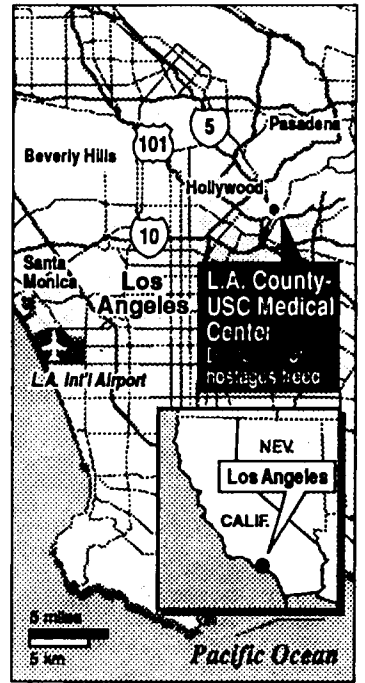 5
Pasadena
101
Beverly Hills
Hollywood
10
Santa
Monica
Los
Angeles
L.A. County-
USC Medical
Center
hostages freed
L.A. Int'l Airport
NEV.
Los Angeles
CALIF.
5 miles
5 km
Pacific Ocean